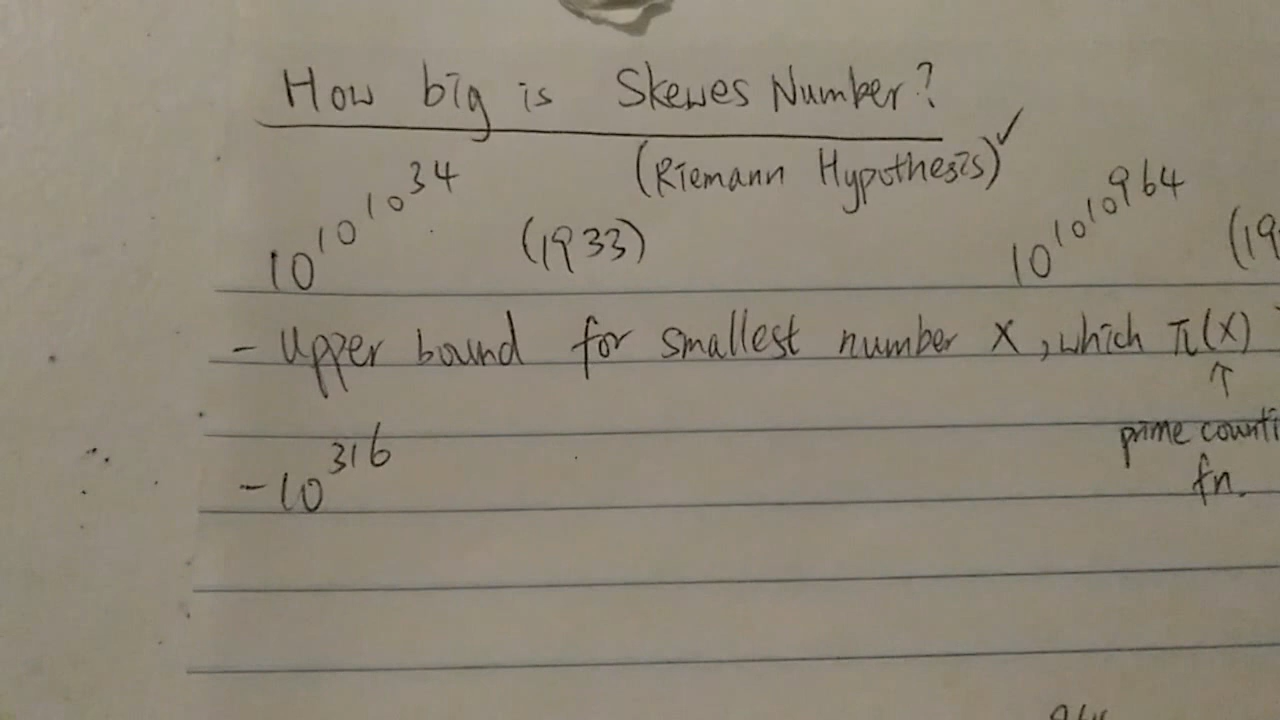 How big is Skewes Number?
(Riemann Hypothesis) ✓
10^10^10^34 (1933) 10^10^10^964 (19
- Upper bound for smallest number x, which π(x)
↑
prime counti
fn.
- 10^316